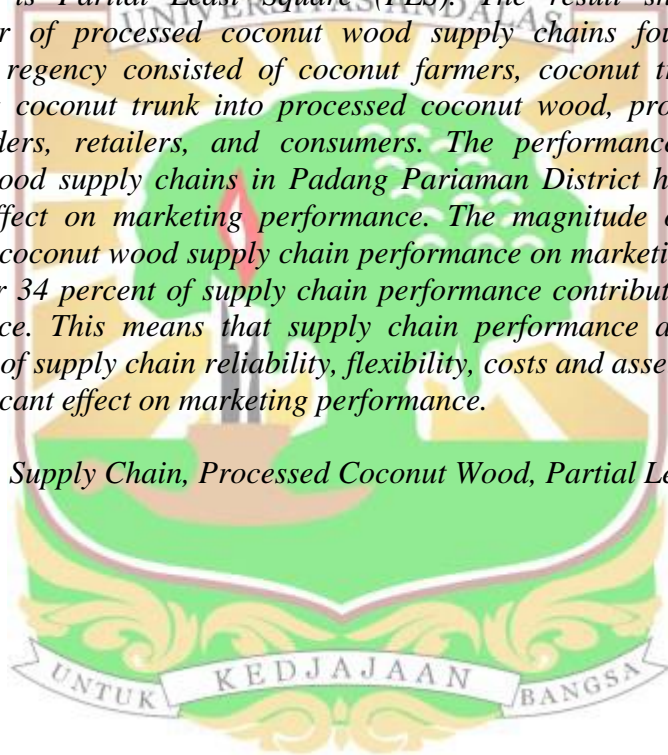 is Partial Least Square (PLS). The result sh
UNIVERSITAS ANDALAS
r of processed coconut wood supply chains fou
regency consisted of coconut farmers, coconut t
coconut trunk into processed coconut wood, pro
ders, retailers, and consumers. The performance
ood supply chains in Padang Pariaman District h
ffect on marketing performance. The magnitude
coconut wood supply chain performance on marketi
r 34 percent of supply chain performance contribut
ce. This means that supply chain performance a
of supply chain reliability, flexibility, costs and asse
cant effect on marketing performance.
Supply Chain, Processed Coconut Wood, Partial Le
UNTUK KEDJAJAAN BANGSA